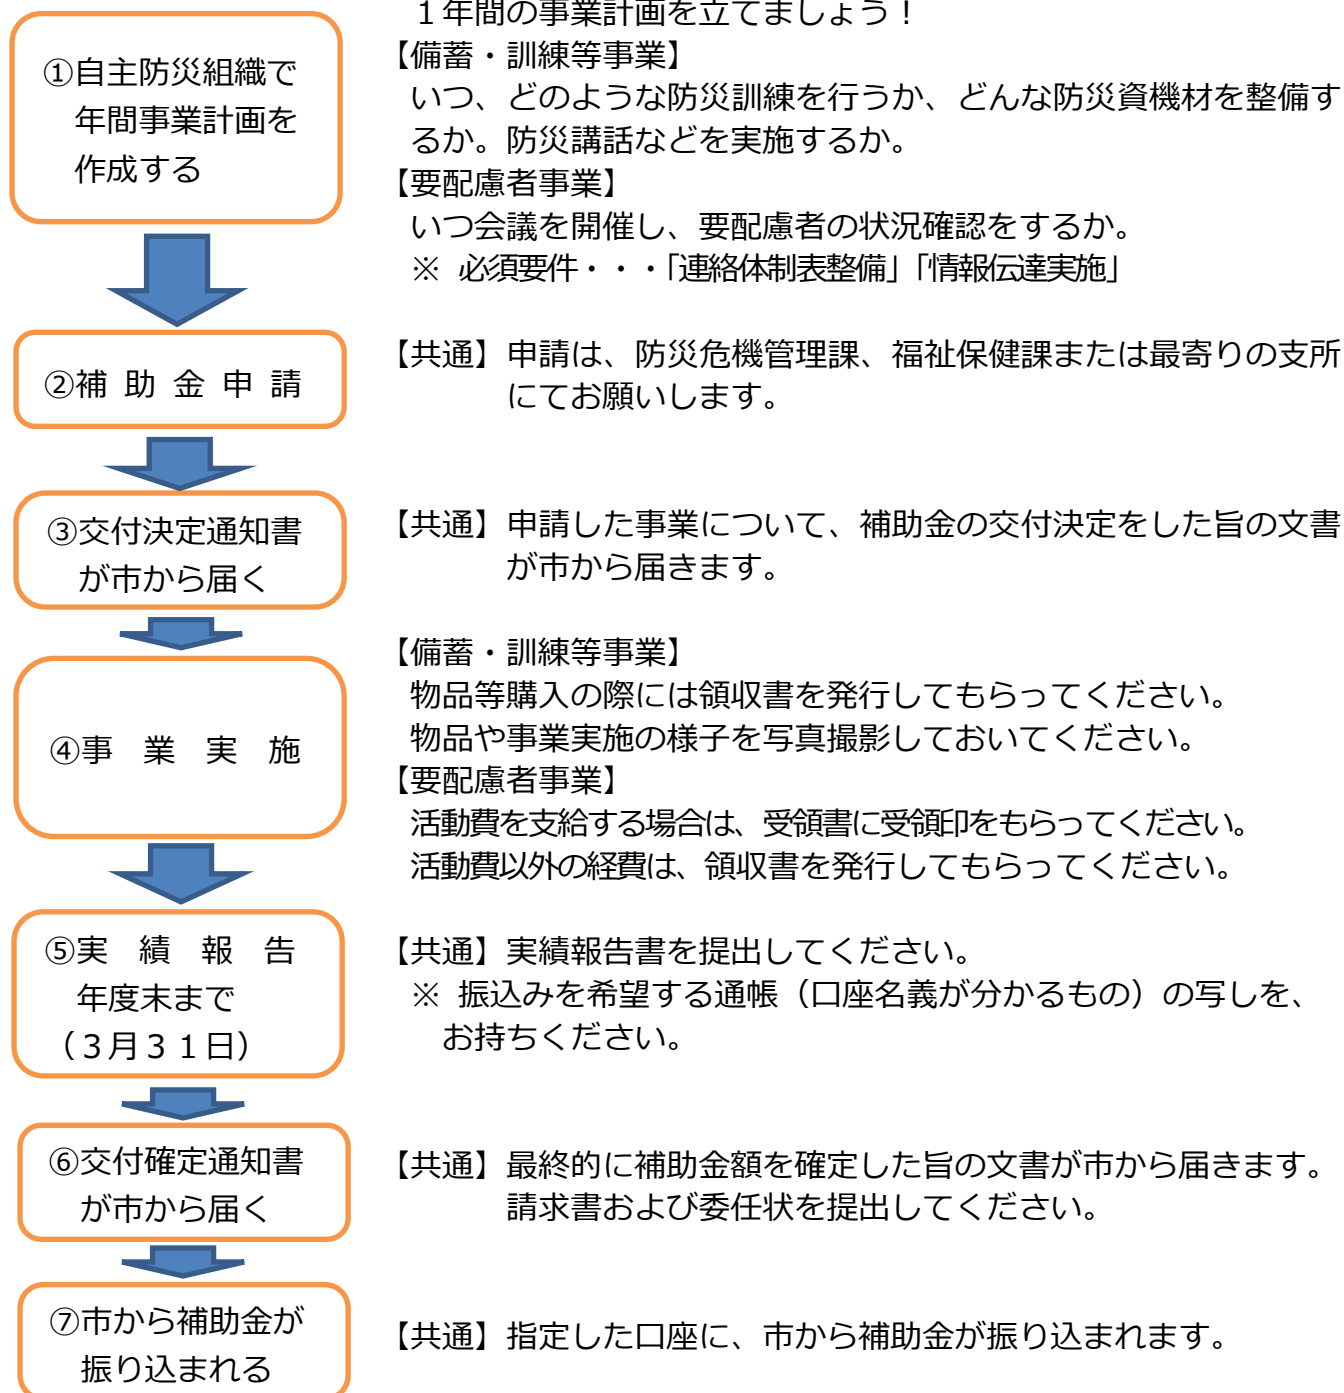 １年間の事業計画を立てましょう！
①自主防災組織で
年間事業計画を
作成する
【備蓄・訓練等事業】
いつ、どのような防災訓練を行うか、どんな防災資機材を整備す
るか。防災講話などを実施するか。
【要配慮者事業】
いつ会議を開催し、要配慮者の状況確認をするか。
※ 必須要件・・・「連絡体制表整備」「情報伝達実施」
②補 助 金 申 請
【共通】申請は、防災危機管理課、福祉保健課または最寄りの支所
にてお願いします。
③交付決定通知書
が市から届く
【共通】申請した事業について、補助金の交付決定をした旨の文書
が市から届きます。
④事 業 実 施
【備蓄・訓練等事業】
物品等購入の際には領収書を発行してもらってください。
物品や事業実施の様子を写真撮影しておいてください。
【要配慮者事業】
活動費を支給する場合は、受領書に受領印をもらってください。
活動費以外の経費は、領収書を発行してもらってください。
⑤実 績 報 告
年度末まで
（３月３１日）
【共通】実績報告書を提出してください。
※ 振込みを希望する通帳（口座名義が分かるもの）の写しを、
お持ちください。
⑥交付確定通知書
が市から届く
【共通】最終的に補助金額を確定した旨の文書が市から届きます。
請求書および委任状を提出してください。
⑦市から補助金が
振り込まれる
【共通】指定した口座に、市から補助金が振り込まれます。